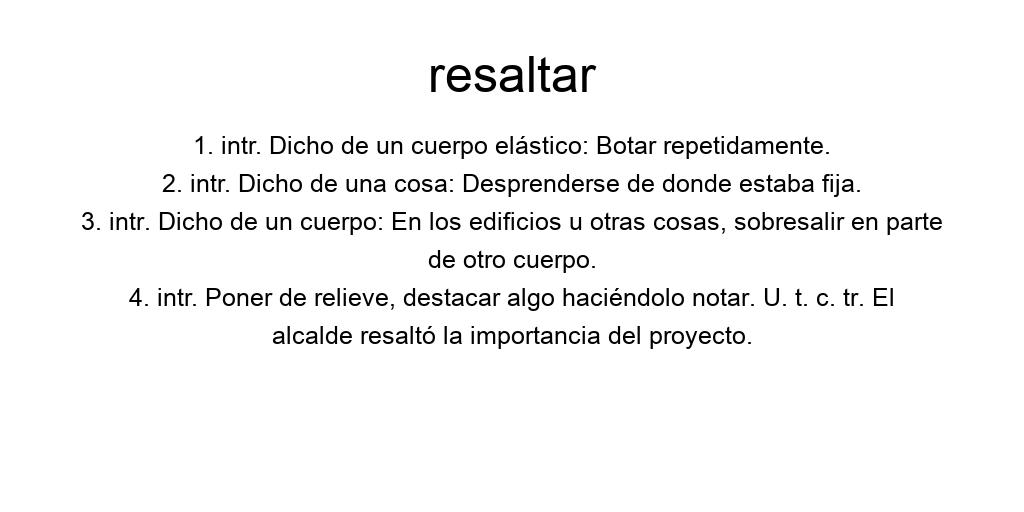 resaltar
1. intr. Dicho de un cuerpo elástico: Botar repetidamente.
2. intr. Dicho de una cosa: Desprenderse de donde estaba fija.
3. intr. Dicho de un cuerpo: En los edificios u otras cosas, sobresalir en parte
de otro cuerpo.
4. intr. Poner de relieve, destacar algo haciéndolo notar. U. t. c. tr. El
alcalde resaltó la importancia del proyecto.